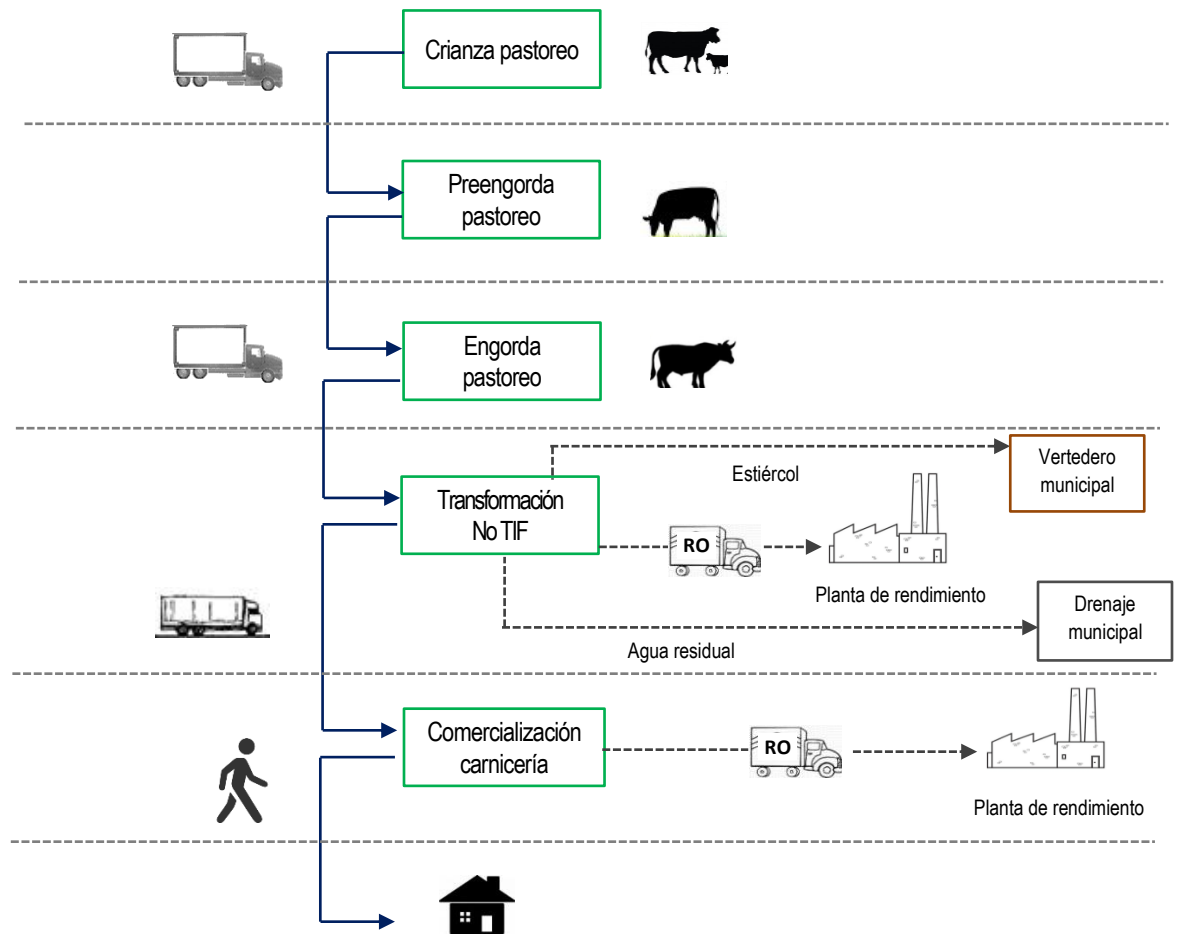 Crianza pastoreo
Preengorda
pastoreo
Engorda
pastoreo
Transformación
No TIF
Estiércol
Vertedero
municipal
RO
Planta de rendimiento
Agua residual
Drenaje
municipal
Comercialización
carnicería
RO
Planta de rendimiento